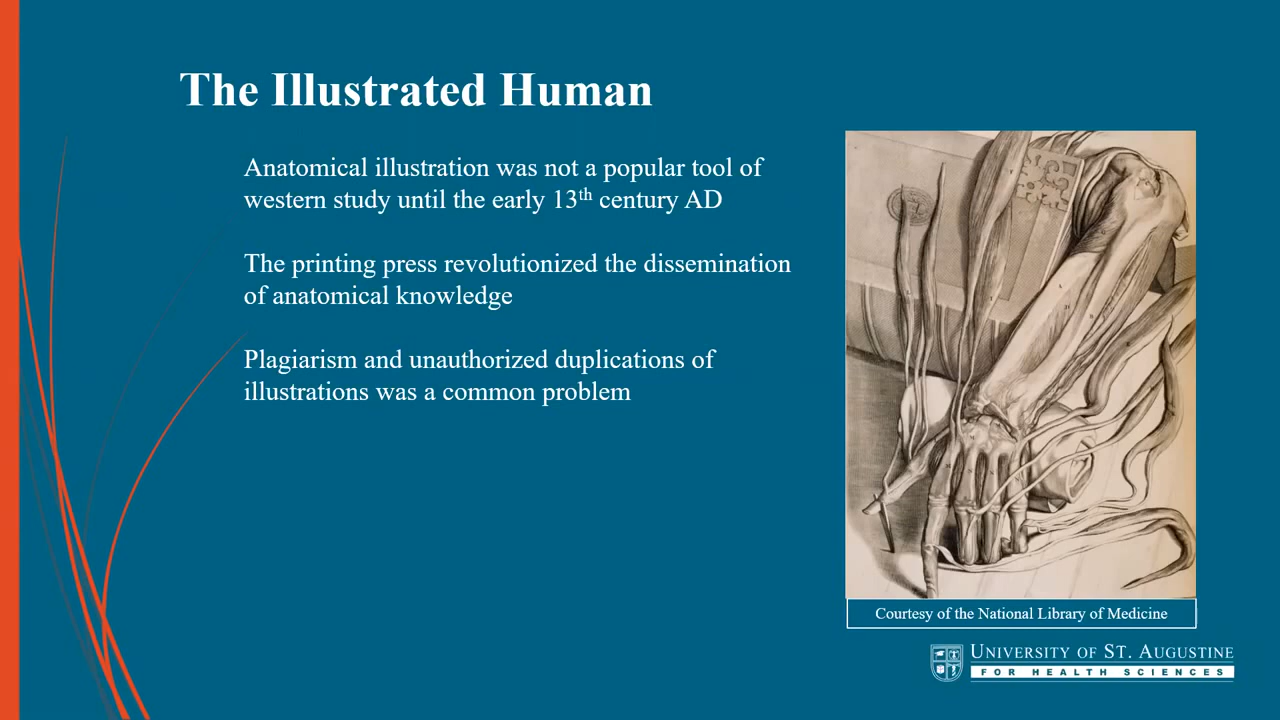 The Illustrated Human
Anatomical illustration was not a popular tool of
western study until the early 13th century AD
The printing press revolutionized the dissemination
of anatomical knowledge
Plagiarism and unauthorized duplications of
illustrations was a common problem
Courtesy of the National Library of Medicine
UNIVERSITY OF ST. AUGUSTINE
FOR HEALTH SCIENCES